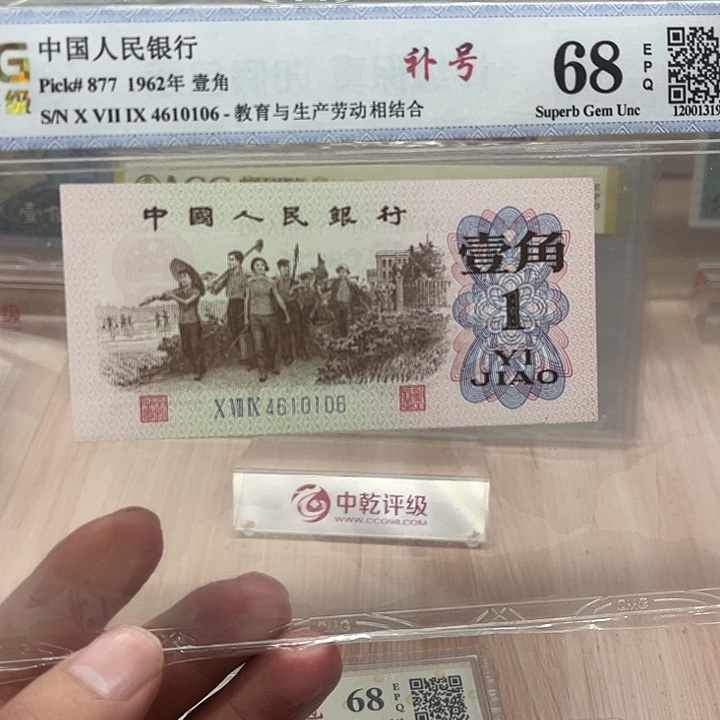 G
级
中国人民银行
Pick# 877 1962年 壹角
S/N X VII IX 4610106 - 教育与生产劳动相结合
补号
68
EPQ
Superb Gem Unc
12001319
中國人民銀行
壹角
1
YI
JIAO
X VIII IX 4610106
中乾评级
WWW.CCG98.COM
68
EPQ